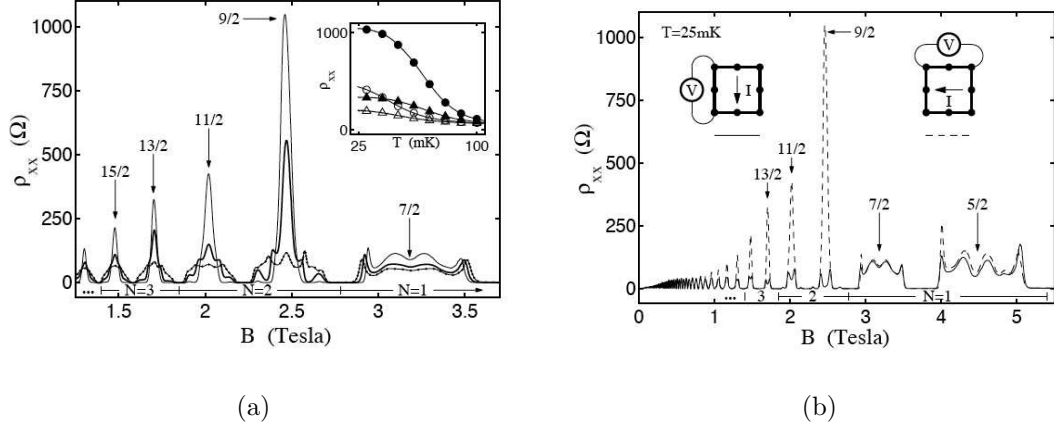 1000
750
500
250
0
ρxx (Ω)
15/2
13/2
11/2
9/2
7/2
1000
ρxx
0
25
T (mK)
100
... N=3 N=2 N=1
1.5 2 2.5 3 3.5
B (Tesla)
(a)
1000
750
500
250
0
ρxx (Ω)
T=25mK
9/2
V
I
V
I
13/2
11/2
7/2
5/2
... 3 2 N=1
0 1 2 3 4 5
B (Tesla)
(b)